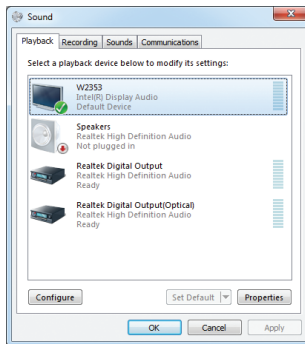 Sound
Playback Recording Sounds Communications
Select a playback device below to modify its settings:
W2353
Intel(R) Display Audio
Default Device
Speakers
Realtek High Definition Audio
Not plugged in
Realtek Digital Output
Realtek High Definition Audio
Ready
Realtek Digital Output(Optical)
Realtek High Definition Audio
Ready
Configure Set Default Properties
OK Cancel Apply